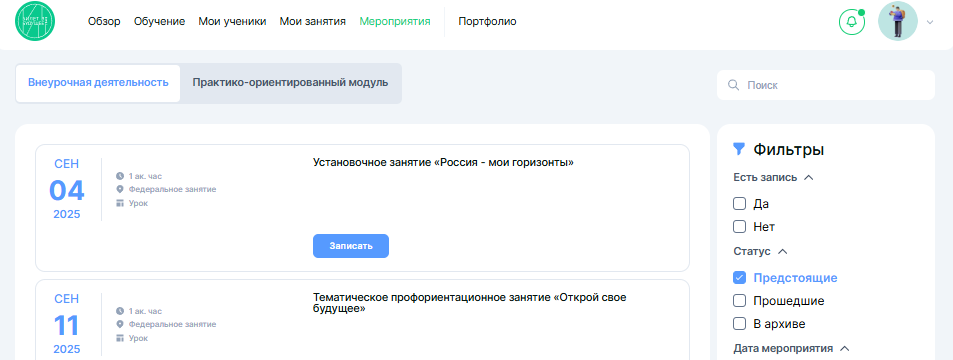 Обзор Обучение Мои ученики Мои занятия Мероприятия Портфолио
Внеурочная деятельность Практико-ориентированный модуль
Поиск
СЕН
04
2025
1 ак. час
Федеральное занятие
Урок
Установочное занятие «Россия - мои горизонты»
Записать
СЕН
11
2025
1 ак. час
Федеральное занятие
Урок
Тематическое профориентационное занятие «Открой свое
будущее»
Фильтры
Есть запись
Да
Нет
Статус
Предстоящие
Прошедшие
В архиве
Дата мероприятия